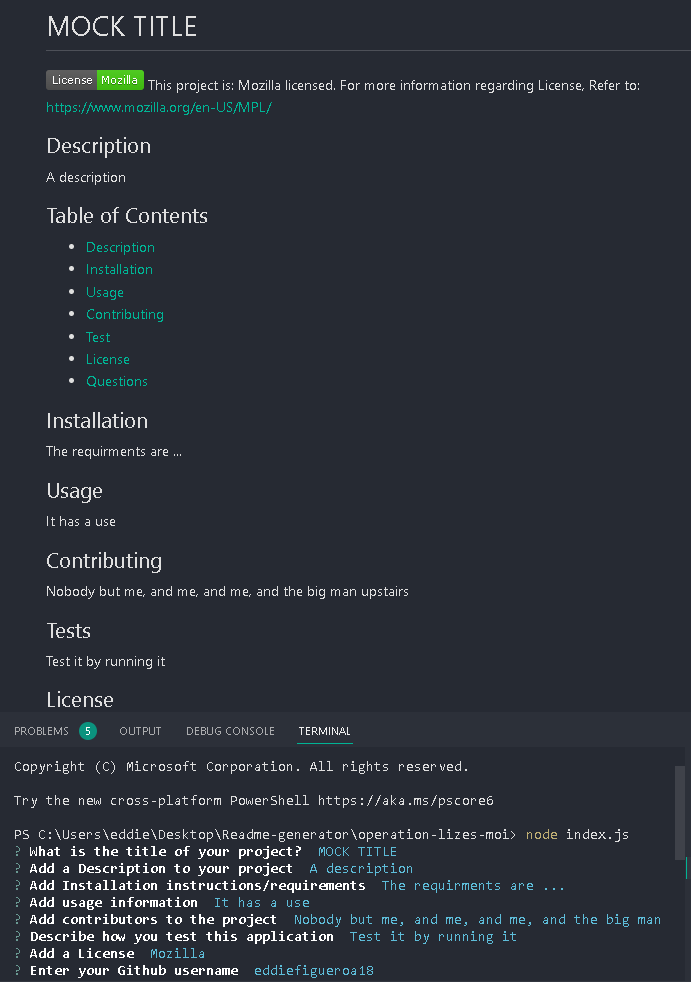 MOCK TITLE
License Mozilla This project is: Mozilla licensed. For more information regarding License, Refer to:
https://www.mozilla.org/en-US/MPL/
Description
A description
Table of Contents
Description
Installation
Usage
Contributing
Test
License
Questions
Installation
The requirments are ...
Usage
It has a use
Contributing
Nobody but me, and me, and me, and the big man upstairs
Tests
Test it by running it
License
PROBLEMS 5 OUTPUT DEBUG CONSOLE TERMINAL
Copyright (C) Microsoft Corporation. All rights reserved.
Try the new cross-platform PowerShell https://aka.ms/pscore6
PS C:\Users\eddie\Desktop\Readme-generator\operation-lizes-moi> node index.js
? What is the title of your project? MOCK TITLE
? Add a Description to your project A description
? Add Installation instructions/requirements The requirments are ...
? Add usage information It has a use
? Add contributors to the project Nobody but me, and me, and me, and the big man
? Describe how you test this application Test it by running it
? Add a License Mozilla
? Enter your Github username eddiefigueroa18